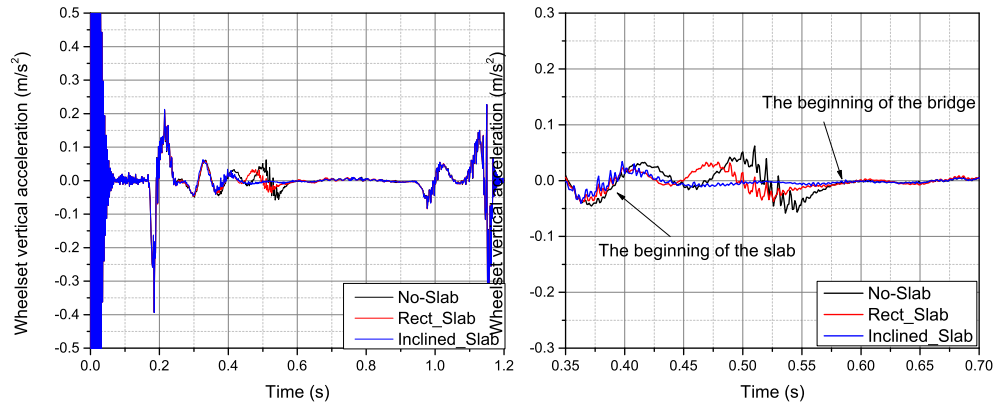 Wheelset vertical acceleration (m/s²)
0.5
0.4
0.3
0.2
0.1
0.0
-0.1
-0.2
-0.3
-0.4
-0.5
0.0 0.2 0.4 0.6 0.8 1.0 1.2
Time (s)
No-Slab
Rect_Slab
Inclined_Slab
Wheelset vertical acceleration (m/s²)
0.3
0.2
0.1
0.0
-0.1
-0.2
-0.3
0.35 0.40 0.45 0.50 0.55 0.60 0.65 0.70
Time (s)
The beginning of the bridge
The beginning of the slab
No-Slab
Rect_Slab
Inclined_Slab